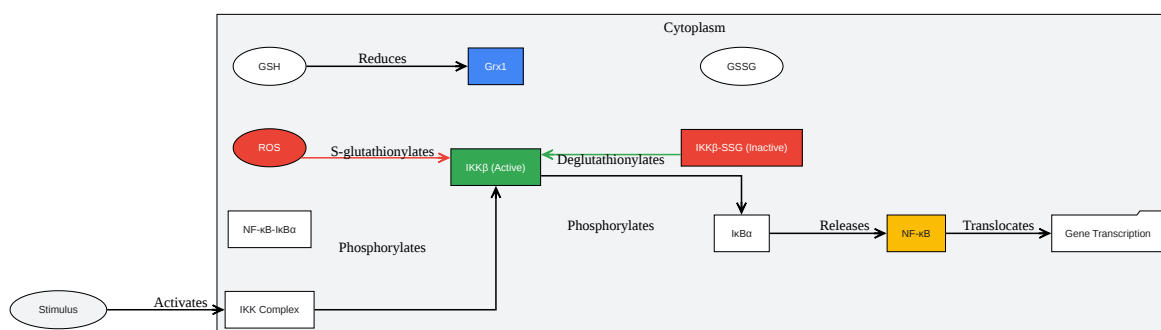 Cytoplasm
GSH
Reduces
Grx1
GSSG
ROS
S-glutathionylates
IKKβ (Active)
Deglutathionylates
IKKβ-SSG (Inactive)
NF-κB-IκBα
Phosphorylates
Phosphorylates
IκBα
Releases
NF-κB
Translocates
Gene Transcription
Stimulus
Activates
IKK Complex